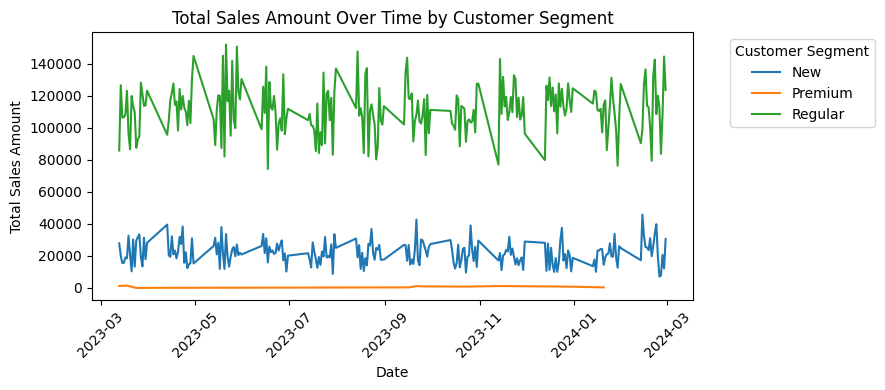 Total Sales Amount Over Time by Customer Segment
Total Sales Amount
140000
120000
100000
80000
60000
40000
20000
0
2023-03
2023-05
2023-07
2023-09
2023-11
2024-01
2024-03
Date
Customer Segment
New
Premium
Regular